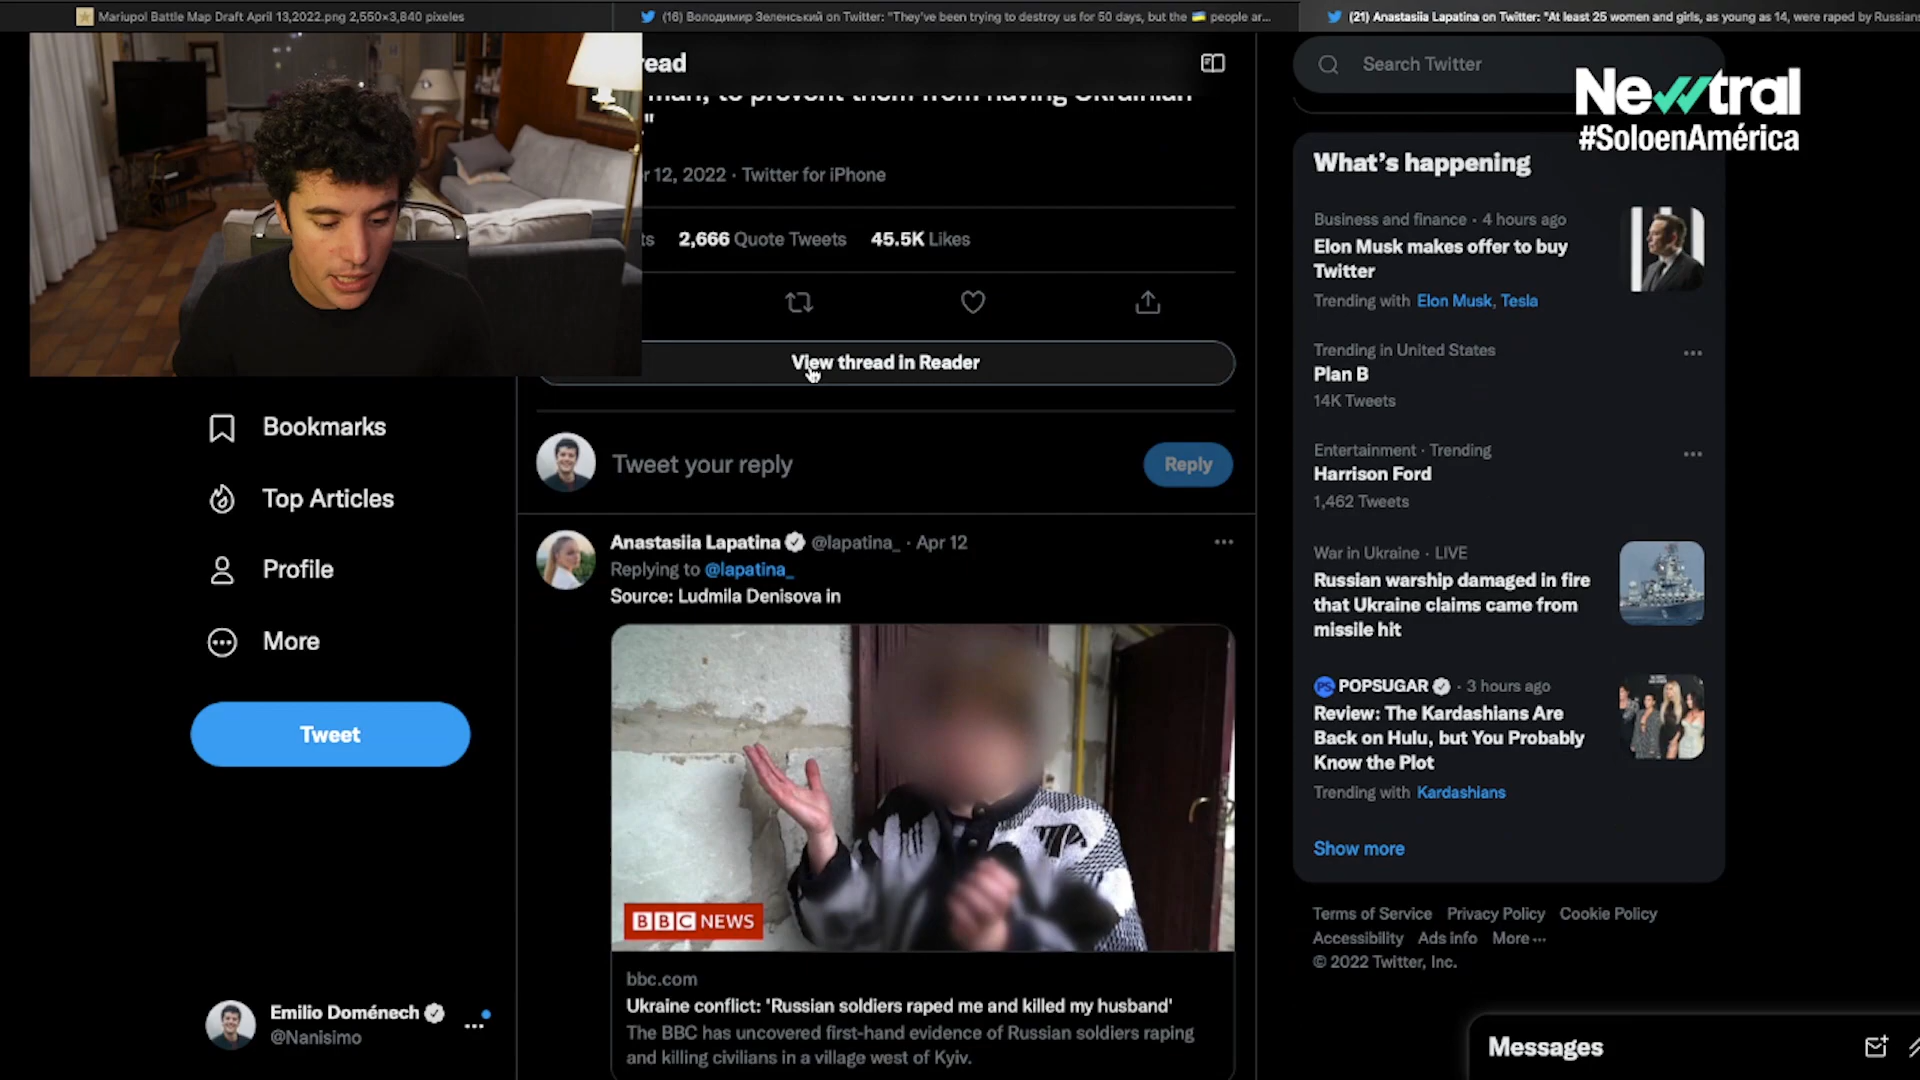 Mariupol Battle Map Draft April 13,2022.png 2,550×3,840 pixeles
(16) Володимир Зеленський on Twitter: "They've been trying to destroy us for 50 days, but the 🇺🇦 people ar...
(21) Anastasiia Lapatina on Twitter: "At least 25 women and girls, as young as 14, were raped by Russians
Search Twitter
Newtral
#SoloenAmérica
man, to prevent them from having Ukrainian
"
12, 2022 · Twitter for iPhone
2,666 Quote Tweets 45.5K Likes
View thread in Reader
Tweet your reply
Reply
Anastasiia Lapatina @lapatina_ · Apr 12
Replying to @lapatina_
Source: Ludmila Denisova in
BBC NEWS
bbc.com
Ukraine conflict: 'Russian soldiers raped me and killed my husband'
The BBC has uncovered first-hand evidence of Russian soldiers raping
and killing civilians in a village west of Kyiv.
Bookmarks
Top Articles
Profile
More
Tweet
Emilio Doménech
@Nanisimo
What's happening
Business and finance · 4 hours ago
Elon Musk makes offer to buy
Twitter
Trending with Elon Musk, Tesla
Trending in United States
Plan B
14K Tweets
Entertainment · Trending
Harrison Ford
1,462 Tweets
War in Ukraine · LIVE
Russian warship damaged in fire
that Ukraine claims came from
missile hit
PS POPSUGAR · 3 hours ago
Review: The Kardashians Are
Back on Hulu, but You Probably
Know the Plot
Trending with Kardashians
Show more
Terms of Service Privacy Policy Cookie Policy
Accessibility Ads info More ···
© 2022 Twitter, Inc.
Messages